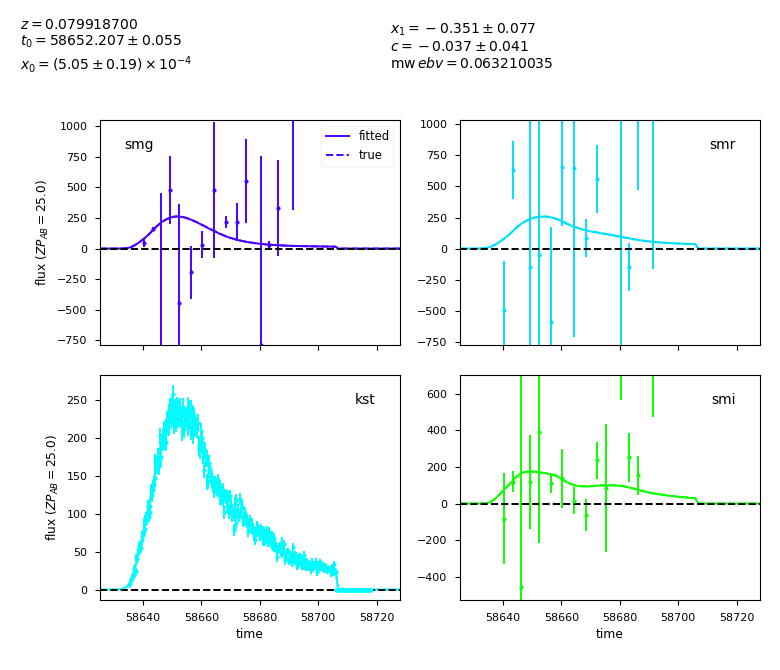 z = 0.079918700
t₀ = 58652.207 ± 0.055
x₀ = (5.05 ± 0.19) × 10⁻⁴
x₁ = −0.351 ± 0.077
c = −0.037 ± 0.041
mw ebv = 0.063210035
smg
fitted
true
1000
750
500
250
0
−250
−500
−750
flux (ZP_AB = 25.0)
smr
1000
750
500
250
0
−250
−500
−750
kst
250
200
150
100
50
0
flux (ZP_AB = 25.0)
58640 58660 58680 58700 58720
time
smi
600
400
200
0
−200
−400
58640 58660 58680 58700 58720
time